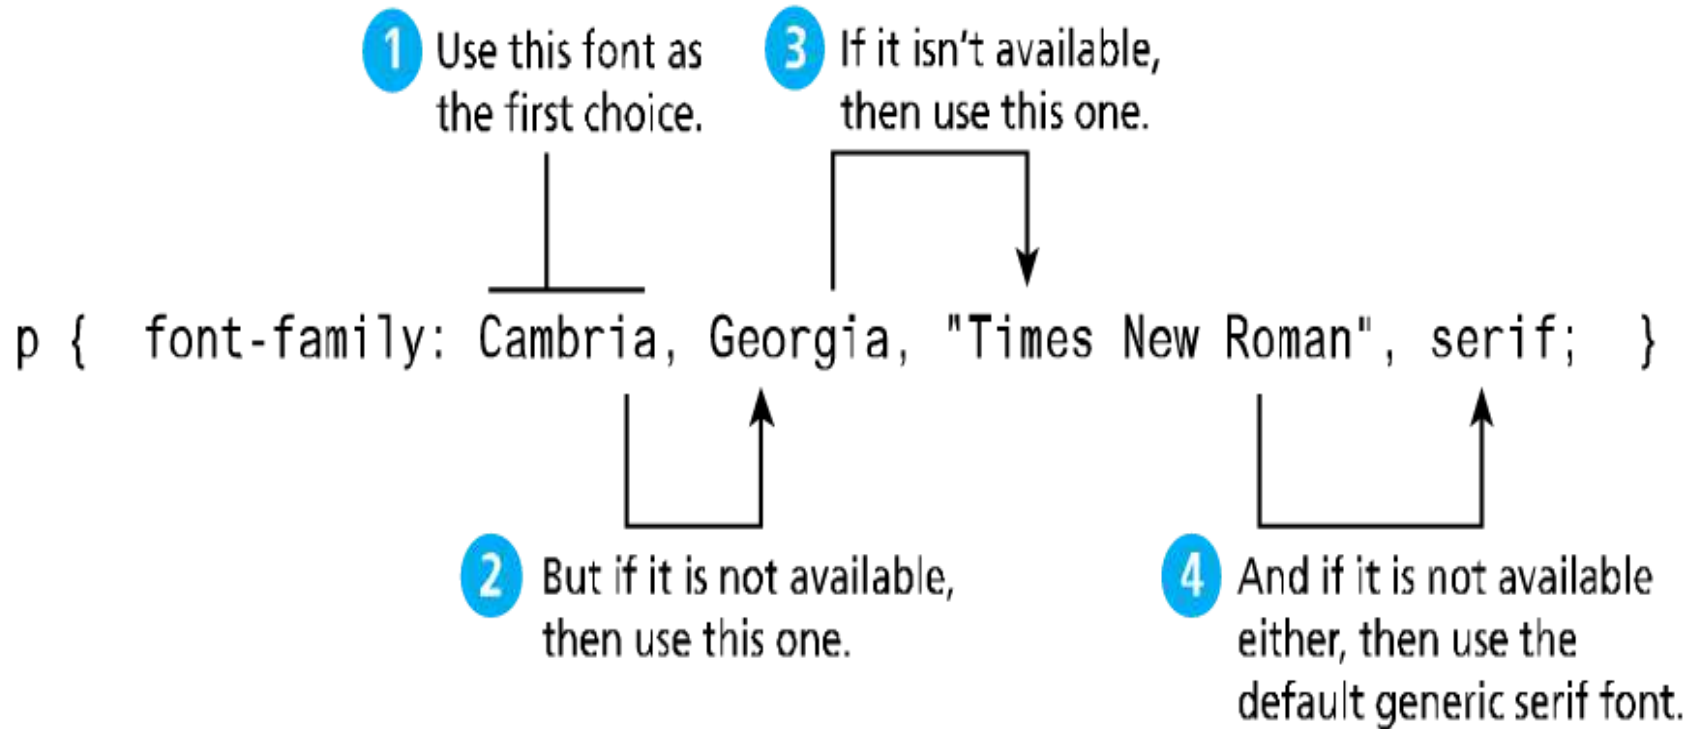 1 Use this font as
the first choice.
3 If it isn't available,
then use this one.
p { font-family: Cambria, Georgia, "Times New Roman", serif; }
2 But if it is not available,
then use this one.
4 And if it is not available
either, then use the
default generic serif font.